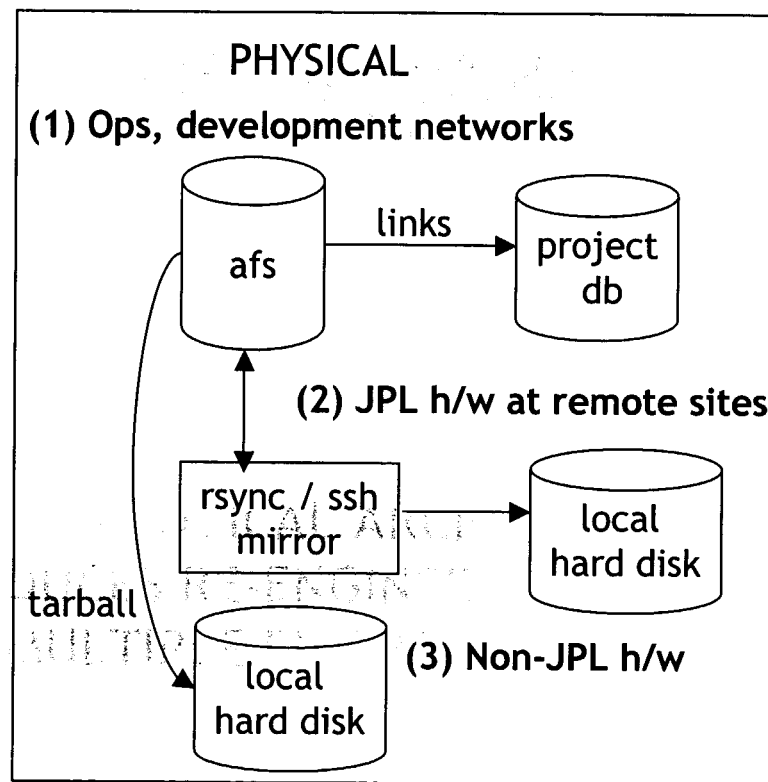 PHYSICAL
(1) Ops, development networks
afs
links
project
db
(2) JPL h/w at remote sites
rsync / ssh
mirror
local
hard disk
tarball
local
hard disk
(3) Non-JPL h/w